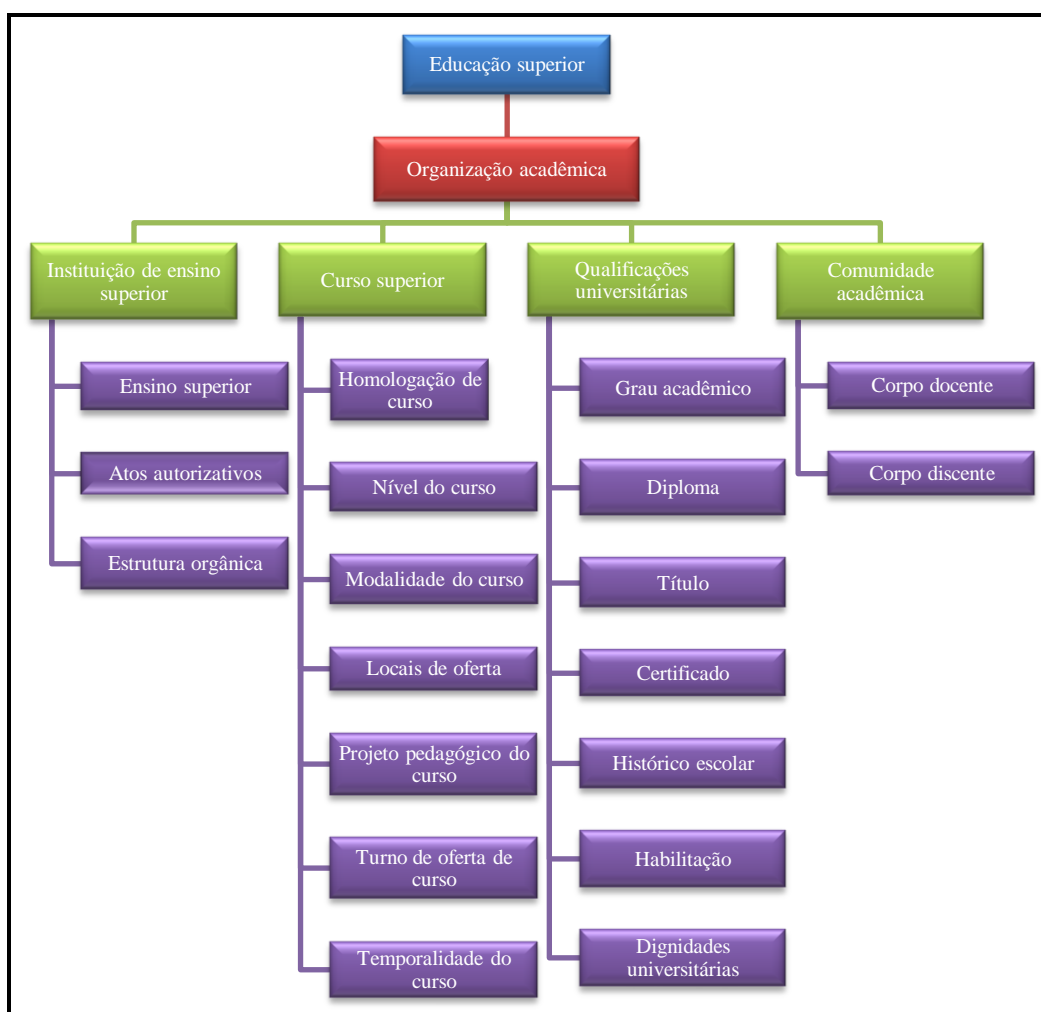 Educação superior
Organização acadêmica
Instituição de ensino
superior
Ensino superior
Atos autorizativos
Estrutura orgânica
Curso superior
Homologação de
curso
Nível do curso
Modalidade do curso
Locais de oferta
Projeto pedagógico do
curso
Turno de oferta de
curso
Temporalidade do
curso
Qualificações
universitárias
Grau acadêmico
Diploma
Título
Certificado
Histórico escolar
Habilitação
Dignidades
universitárias
Comunidade
acadêmica
Corpo docente
Corpo discente